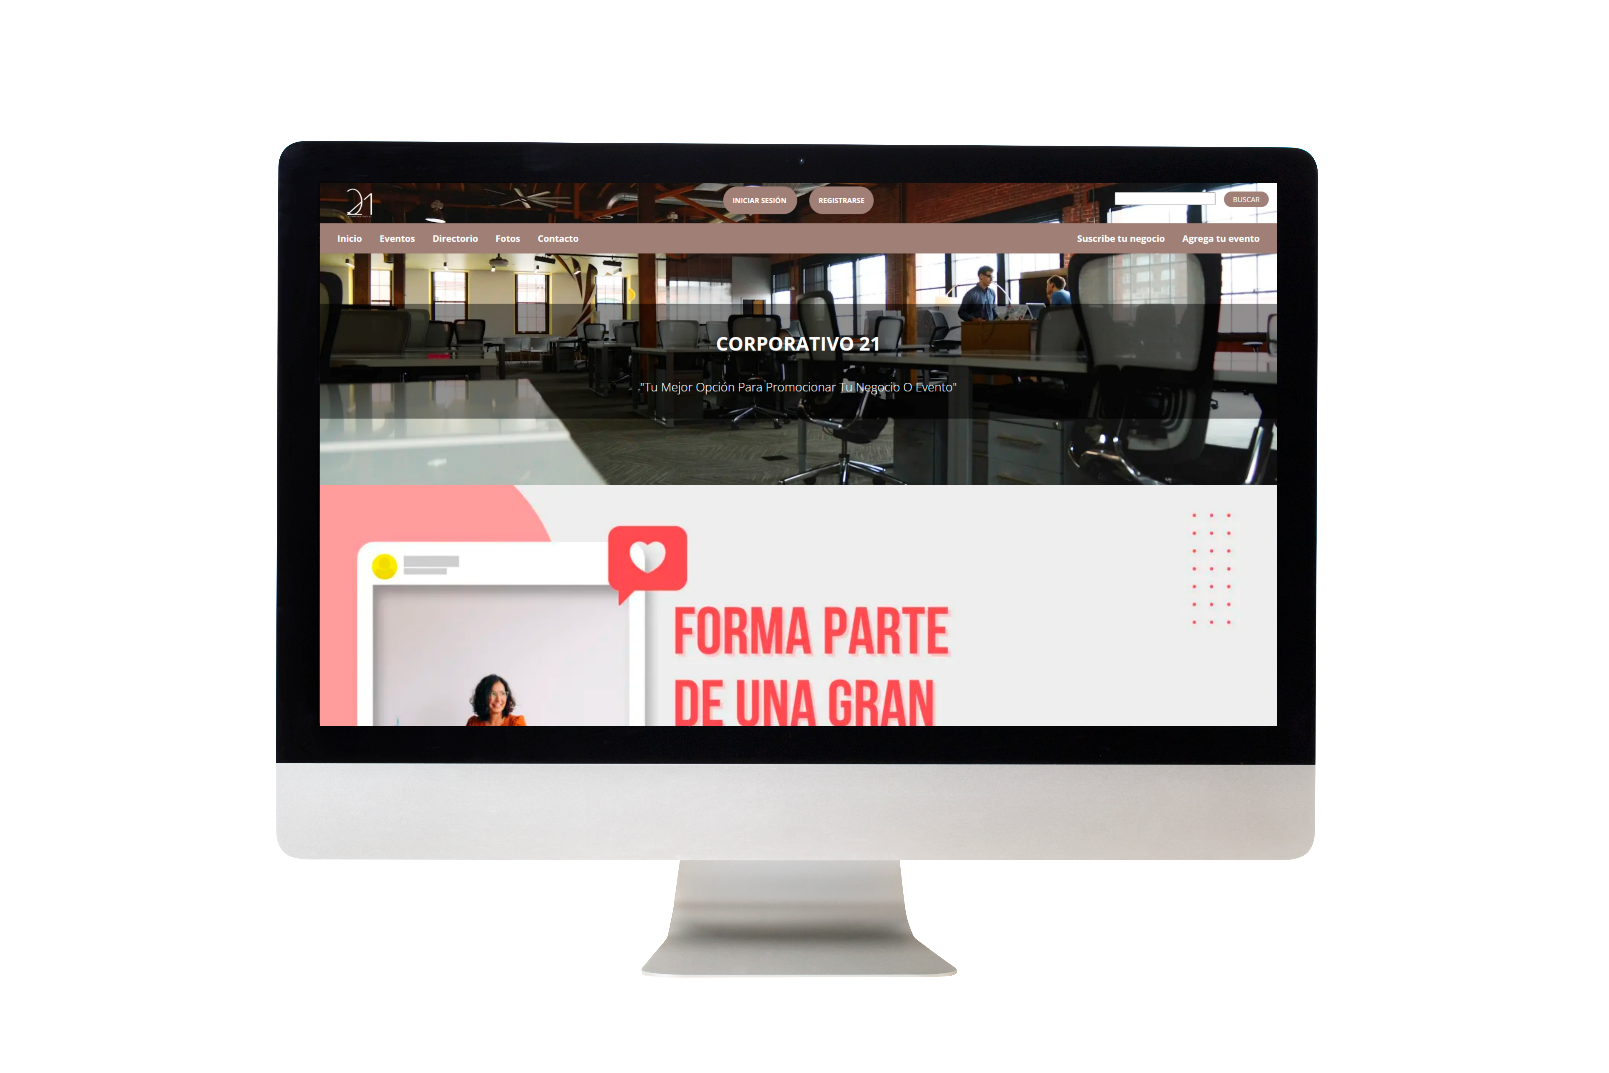 21
INICIAR SESIÓN
REGISTRARSE
BUSCAR
Inicio
Eventos
Directorio
Fotos
Contacto
Suscribe tu negocio
Agrega tu evento
CORPORATIVO 21
"Tu Mejor Opción Para Promocionar Tu Negocio O Evento"
FORMA PARTE
DE UNA GRAN